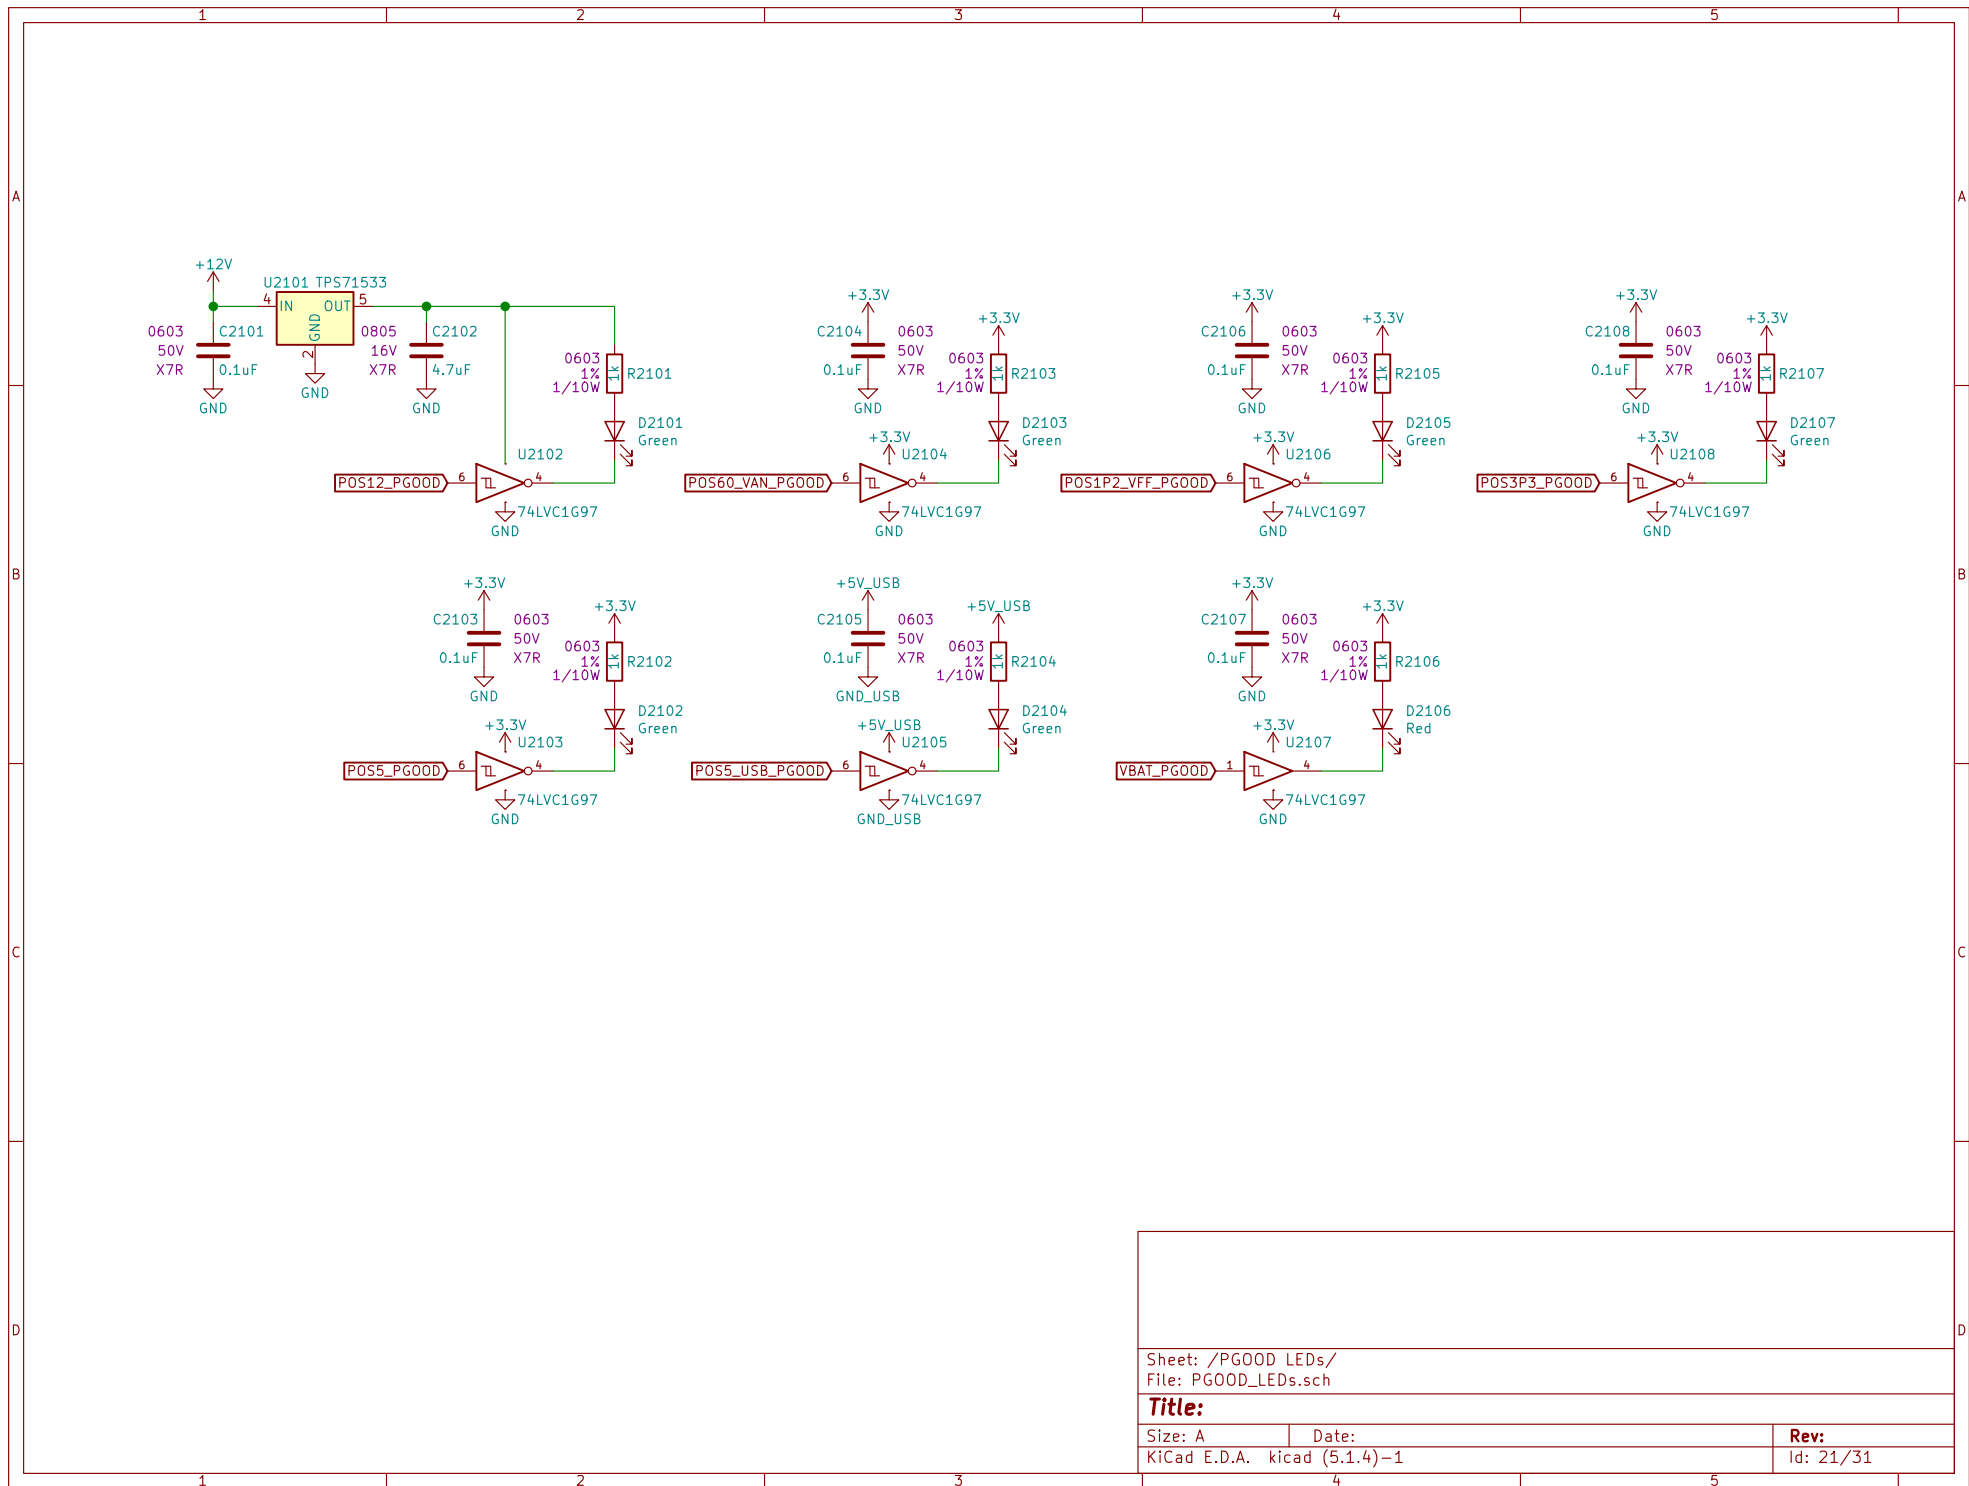 1 2 3 4 5
A A
+12V
U2101 TPS71533
4 IN OUT 5
GND
2
0603 C2101
50V
X7R 0.1uF
GND
GND
0805 C2102
16V
X7R 4.7uF
GND
0603
1%
1/10W
1k R2101
D2101
Green
U2102
POS12_PGOOD 6 4
74LVC1G97
GND
+3.3V
C2104 0603
50V
0.1uF X7R
GND
+3.3V
0603
1%
1/10W
1k R2103
D2103
Green
+3.3V
U2104
POS60_VAN_PGOOD 6 4
74LVC1G97
GND
+3.3V
C2106 0603
50V
0.1uF X7R
GND
+3.3V
0603
1%
1/10W
1k R2105
D2105
Green
+3.3V
U2106
POS1P2_VFF_PGOOD 6 4
74LVC1G97
GND
+3.3V
C2108 0603
50V
0.1uF X7R
GND
+3.3V
0603
1%
1/10W
1k R2107
D2107
Green
+3.3V
U2108
POS3P3_PGOOD 6 4
74LVC1G97
GND
B B
+3.3V
C2103 0603
50V
0.1uF X7R
GND
+3.3V
0603
1%
1/10W
1k R2102
D2102
Green
+3.3V
U2103
POS5_PGOOD 6 4
74LVC1G97
GND
+5V_USB
C2105 0603
50V
0.1uF X7R
GND_USB
+5V_USB
0603
1%
1/10W
1k R2104
D2104
Green
+5V_USB
U2105
POS5_USB_PGOOD 6 4
74LVC1G97
GND_USB
+3.3V
C2107 0603
50V
0.1uF X7R
GND
+3.3V
0603
1%
1/10W
1k R2106
D2106
Red
+3.3V
U2107
VBAT_PGOOD 1 4
74LVC1G97
GND
C C
D D
Sheet: /PGOOD LEDs/
File: PGOOD_LEDs.sch
Title:
Size: A Date: Rev:
KiCad E.D.A. kicad (5.1.4)-1 Id: 21/31
1 2 3 4 5